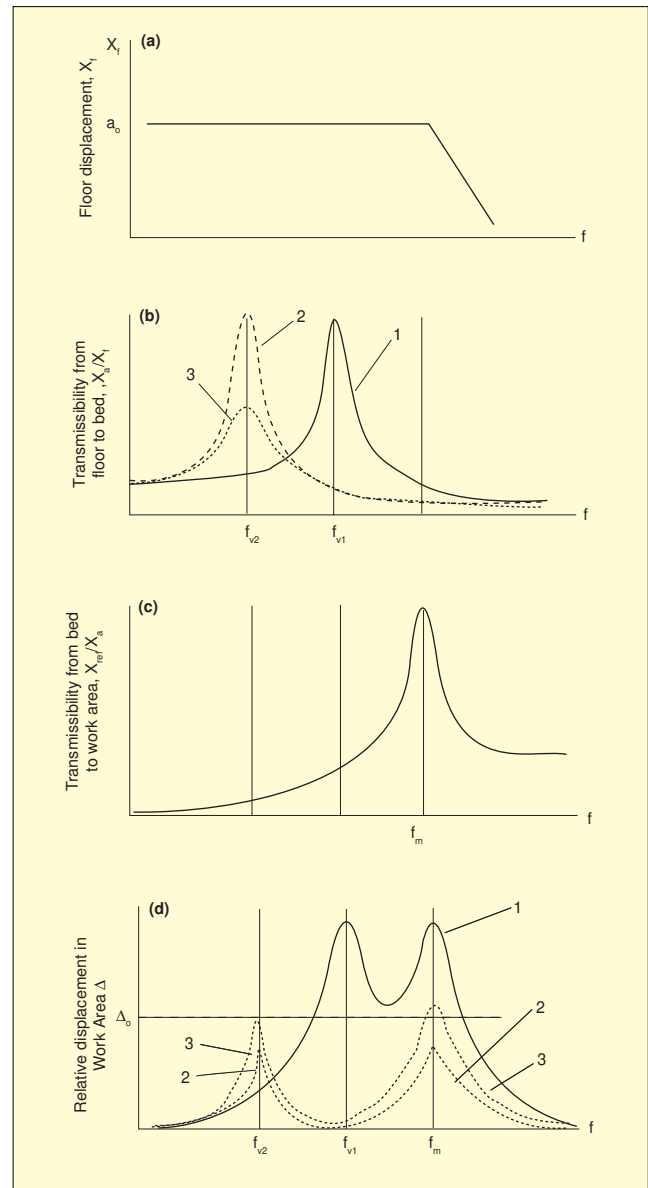 X_f
(a)
Floor displacement, X_f
a_o
f
(b)
2
1
3
Transmissibility from
floor to bed, ,X_a/X_f
f
f_v2
f_v1
(c)
Transmissibility from bed
to work area, X_ref/X_a
f
f_m
(d)
1
Relative displacement in
Work Area Δ
Δ_o
2
3
3
2
f
f_v2
f_v1
f_m